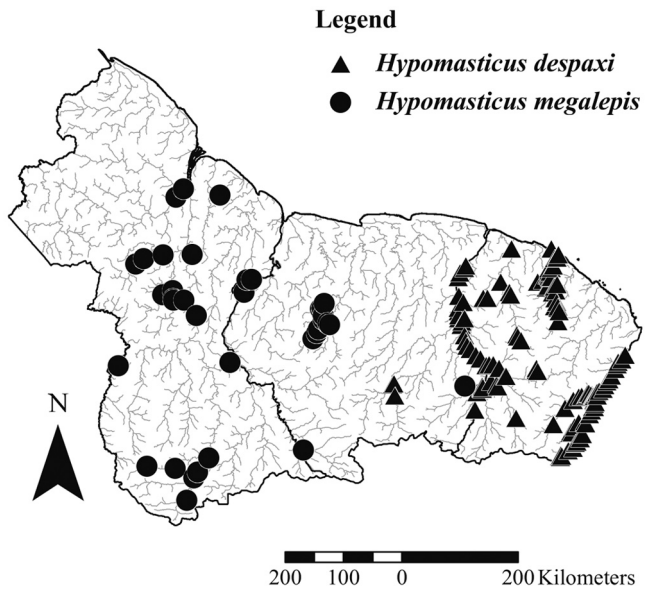 Legend
Hypomasticus despaxi
Hypomasticus megalepis
N
200 100 0 200 Kilometers